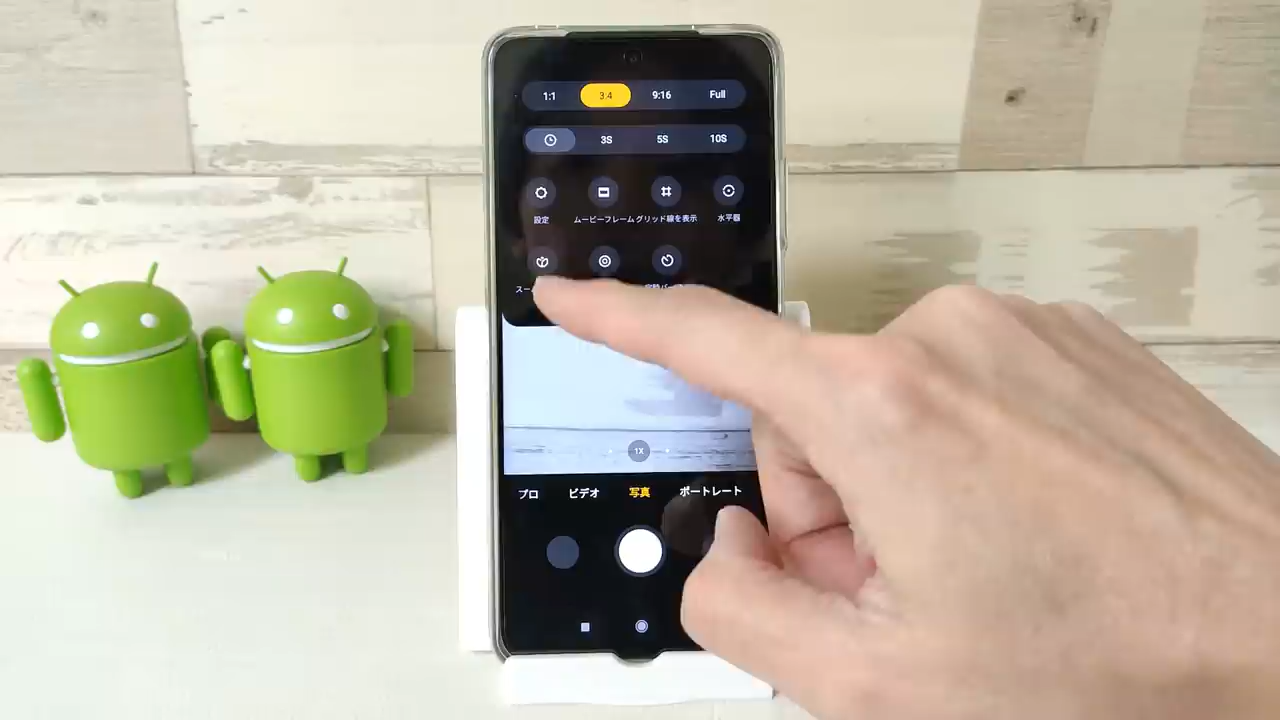 1:1 3:4 9:16 Full
3S 5S 10S
設定 ムービーフレーム グリッド線を表示 水平器
スー
1X
プロ ビデオ 写真 ポートレート